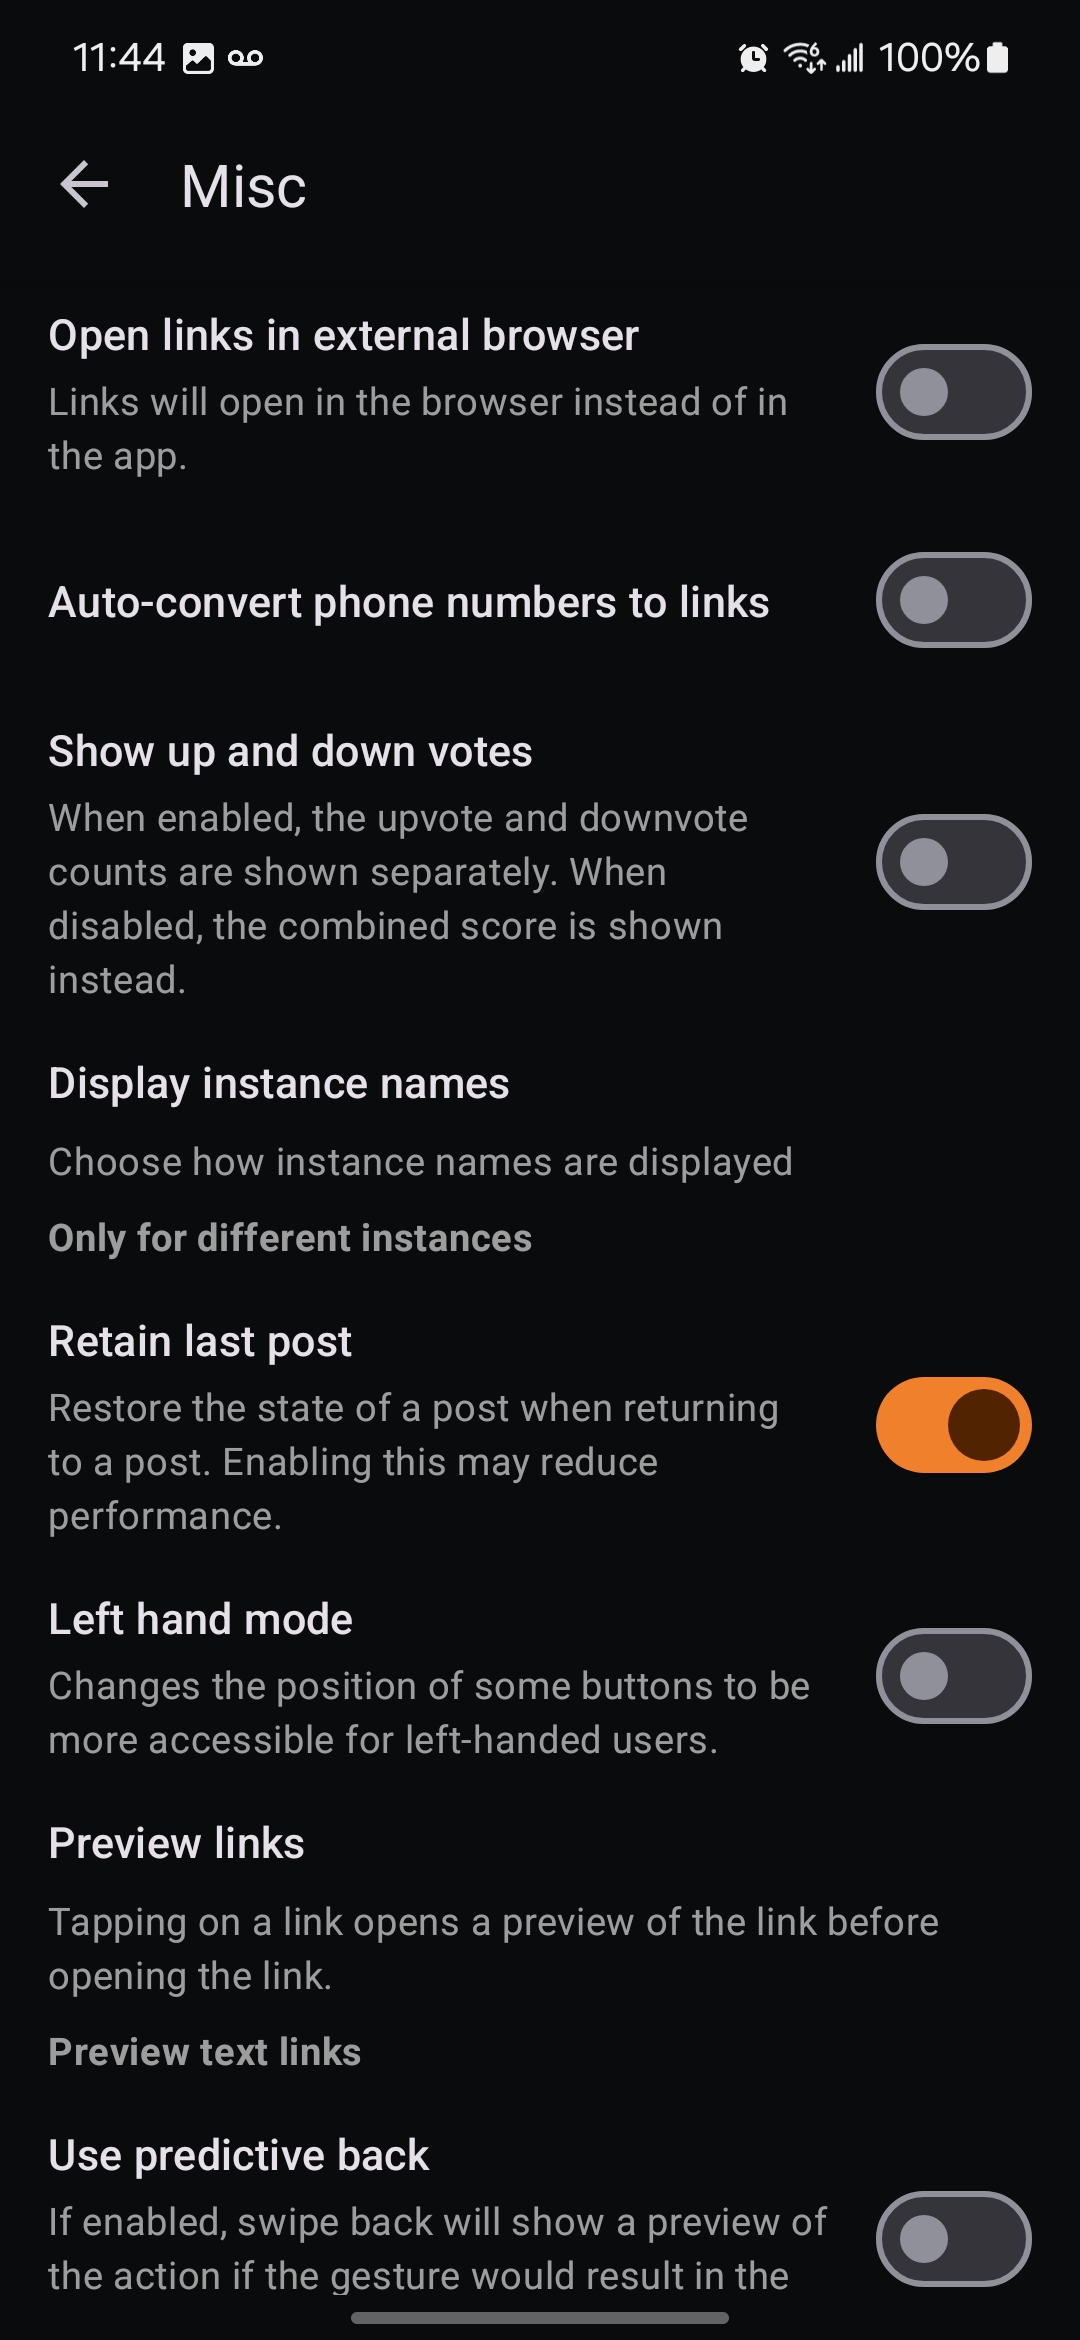 11:44
6
100%
Misc
Open links in external browser
Links will open in the browser instead of in
the app.
Auto-convert phone numbers to links
Show up and down votes
When enabled, the upvote and downvote
counts are shown separately. When
disabled, the combined score is shown
instead.
Display instance names
Choose how instance names are displayed
Only for different instances
Retain last post
Restore the state of a post when returning
to a post. Enabling this may reduce
performance.
Left hand mode
Changes the position of some buttons to be
more accessible for left-handed users.
Preview links
Tapping on a link opens a preview of the link before
opening the link.
Preview text links
Use predictive back
If enabled, swipe back will show a preview of
the action if the gesture would result in the